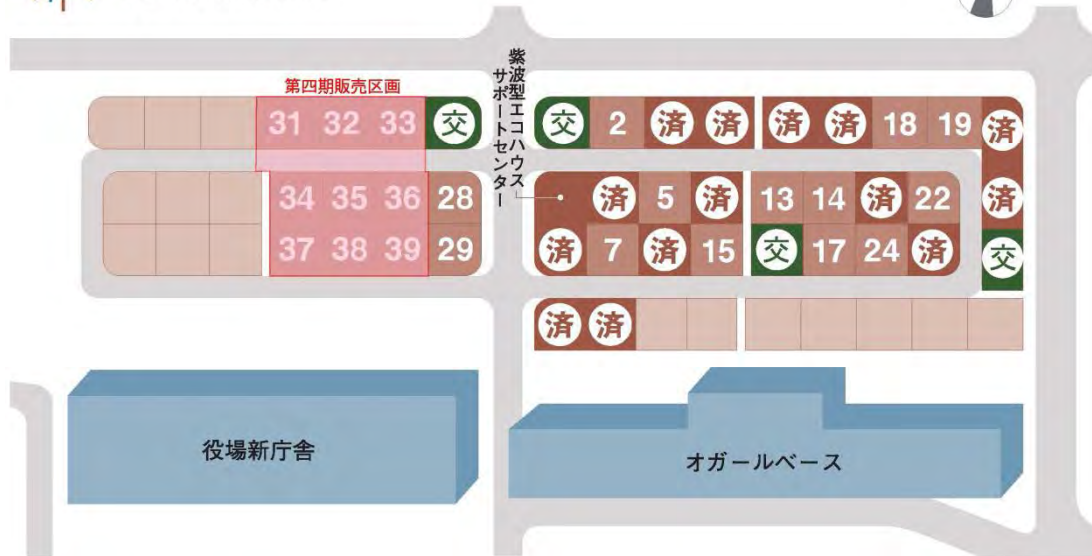 第四期販売区画
紫波型エコハウス
サポートセンター
31 32 33 交
交 2 済 済 済 済 18 19 済
34 35 36 28
済 5 済 13 14 済 22 済
37 38 39 29
済 7 済 15 交 17 24 済 交
済 済
役場新庁舎
オガールベース